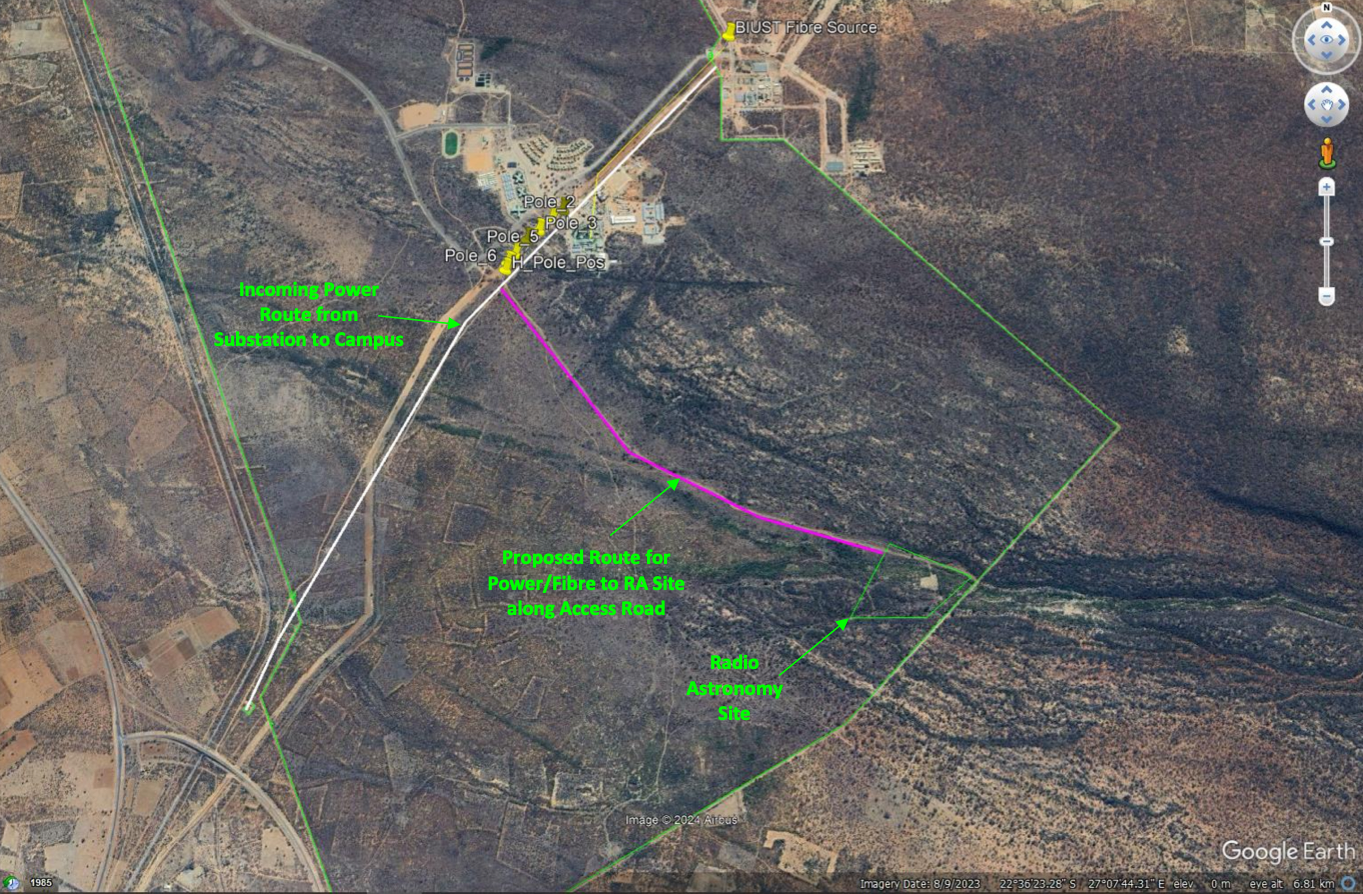 N
BIUST Fibre Source
Pole_2
Pole_3
Pole_5
Pole_6
H_Pole_Pos
Incoming Power
Route from
Substation to Campus
Proposed Route for
Power/Fibre to RA Site
along Access Road
Radio
Astronomy
Site
Image © 2024 Airbus
Google Earth
1985
Imagery Date: 8/9/2023 22°36'23.28" S 27°07'44.31" E elev 0 m eye alt 6.81 km